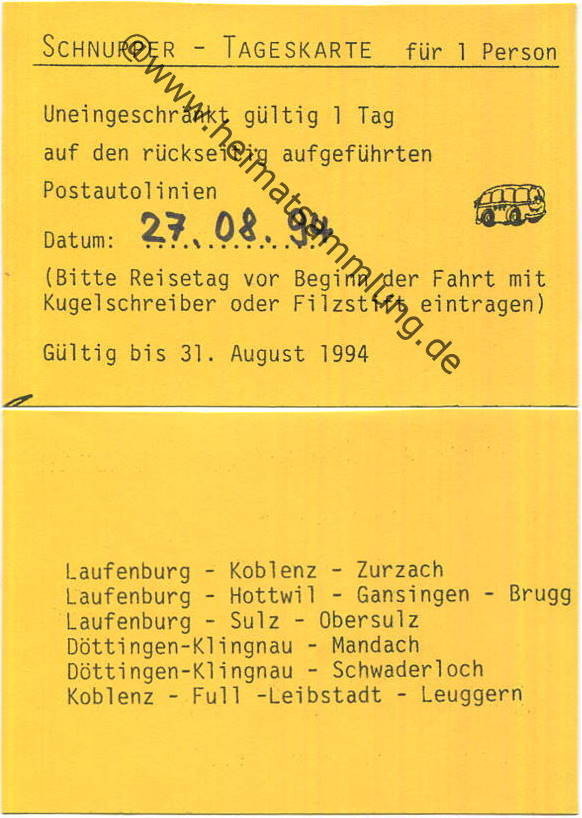 SCHNUPPER - TAGESKARTE für 1 Person
Uneingeschränkt gültig 1 Tag
auf den rückseitig aufgeführten
Postautolinien
Datum: 27.08.94
(Bitte Reisetag vor Beginn der Fahrt mit
Kugelschreiber oder Filzstift eintragen)
Gültig bis 31. August 1994
@www.heimatsammlung.de
Laufenburg - Koblenz - Zurzach
Laufenburg - Hottwil - Gansingen - Brugg
Laufenburg - Sulz - Obersulz
Döttingen-Klingnau - Mandach
Döttingen-Klingnau - Schwaderloch
Koblenz - Full -Leibstadt - Leuggern